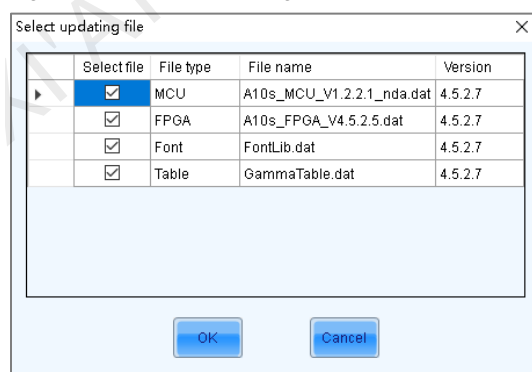 Select updating file
Select file File type File name Version
MCU A10s_MCU_V1.2.2.1_nda.dat 4.5.2.7
FPGA A10s_FPGA_V4.5.2.5.dat 4.5.2.7
Font FontLib.dat 4.5.2.7
Table GammaTable.dat 4.5.2.7
OK Cancel